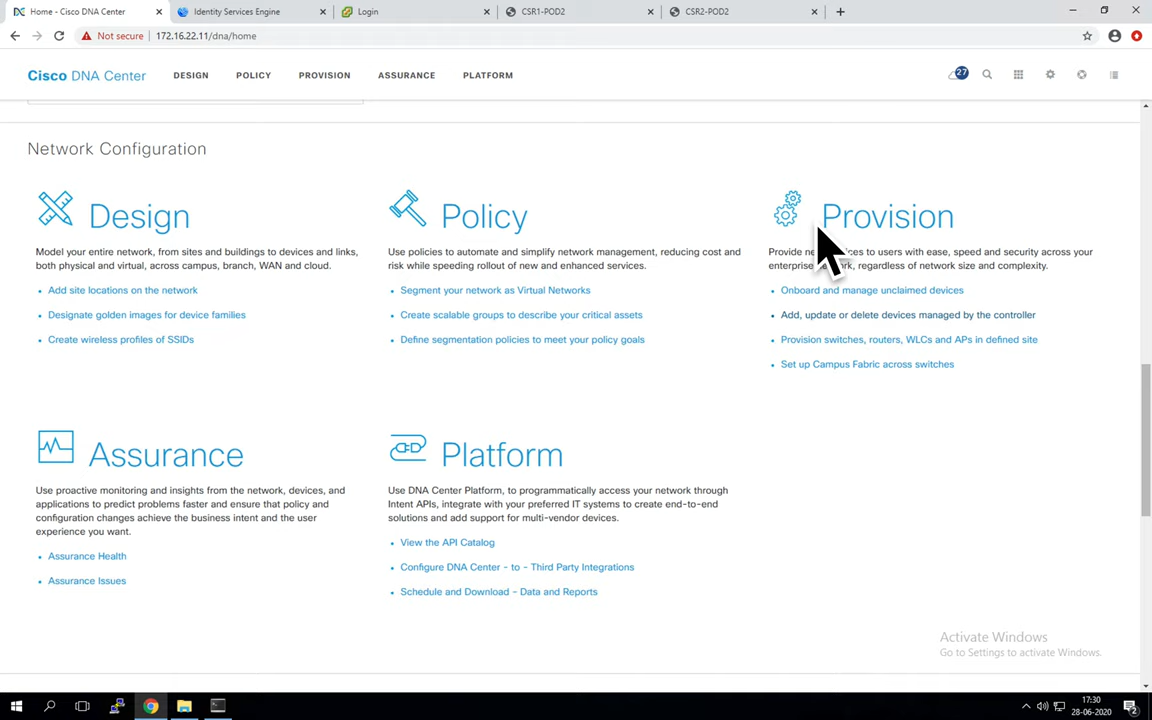 Home - Cisco DNA Center
Identity Services Engine
Login
CSR1-POD2
CSR2-POD2
Not secure
172.16.22.11/dna/home
Cisco DNA Center
DESIGN
POLICY
PROVISION
ASSURANCE
PLATFORM
27
Network Configuration
Design
Model your entire network, from sites and buildings to devices and links,
both physical and virtual, across campus, branch, WAN and cloud.
Add site locations on the network
Designate golden images for device families
Create wireless profiles of SSIDs
Policy
Use policies to automate and simplify network management, reducing cost and
risk while speeding rollout of new and enhanced services.
Segment your network as Virtual Networks
Create scalable groups to describe your critical assets
Define segmentation policies to meet your policy goals
Provision
Provide to users with ease, speed and security across your
regardless of network size and complexity.
Onboard and manage unclaimed devices
Add, update or delete devices managed by the controller
Provision switches, routers, WLCs and APs in defined site
Set up Campus Fabric across switches
Assurance
Use proactive monitoring and insights from the network, devices, and
applications to predict problems faster and ensure that policy and
configuration changes achieve the business intent and the user
experience you want.
Assurance Health
Assurance Issues
Platform
Use DNA Center Platform, to programmatically access your network through
Intent APIs, integrate with your preferred IT systems to create end-to-end
solutions and add support for multi-vendor devices.
View the API Catalog
Configure DNA Center - to - Third Party Integrations
Schedule and Download - Data and Reports
Activate Windows
Go to Settings to activate Windows.
17:30
28-06-2020
2